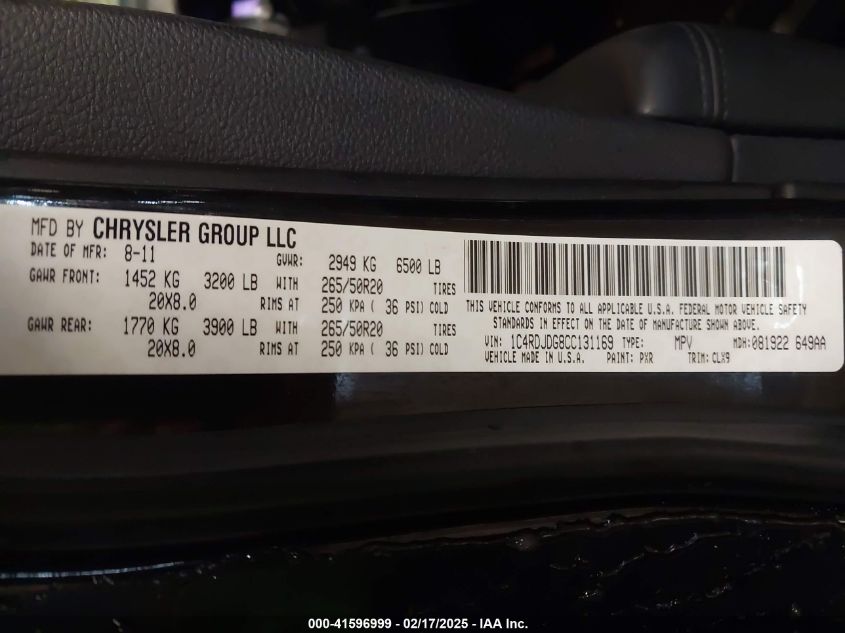 MFD BY CHRYSLER GROUP LLC
DATE OF MFR: 8-11 GVWR: 2949 KG 6500 LB
GAWR FRONT: 1452 KG 3200 LB WITH 265/50R20 TIRES
20X8.0 RIMS AT 250 KPA ( 36 PSI) COLD
GAWR REAR: 1770 KG 3900 LB WITH 265/50R20 TIRES
20X8.0 RIMS AT 250 KPA ( 36 PSI) COLD
THIS VEHICLE CONFORMS TO ALL APPLICABLE U.S.A. FEDERAL MOTOR VEHICLE SAFETY
STANDARDS IN EFFECT ON THE DATE OF MANUFACTURE SHOWN ABOVE.
VIN: 1C4RDJDG8CC131169 TYPE: MPV MDH: 081922 649AA
VEHICLE MADE IN U.S.A. PAINT: PXR TRIM: CLX9
000-41596999 - 02/17/2025 - IAA Inc.